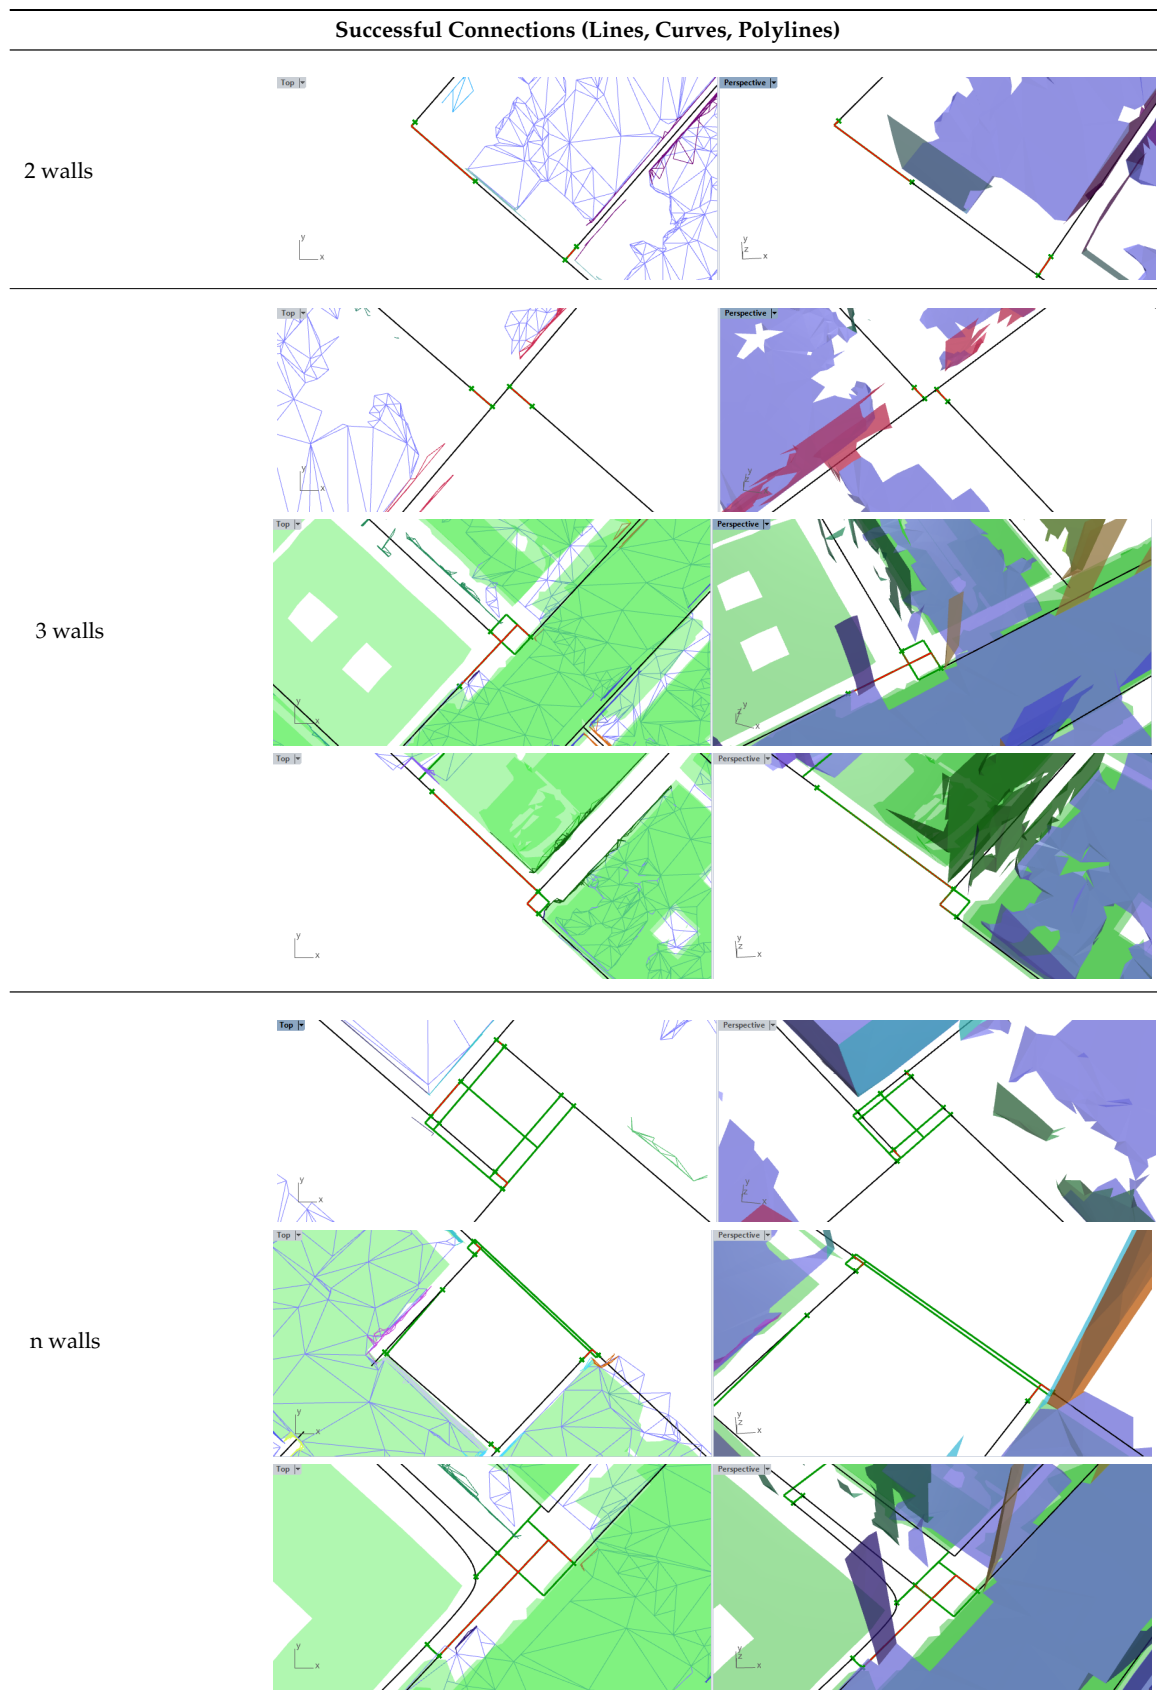 Successful Connections (Lines, Curves, Polylines)
Top
Perspective
2 walls
y
x
y
z
x
Top
Perspective
y
x
y
z
Top
Perspective
3 walls
y
x
y
z
x
Top
Perspective
y
x
y
z
x
Top
Perspective
y
x
y
z
x
Top
Perspective
n walls
y
x
y
z
x
Top
Perspective
y
x
y
z
x